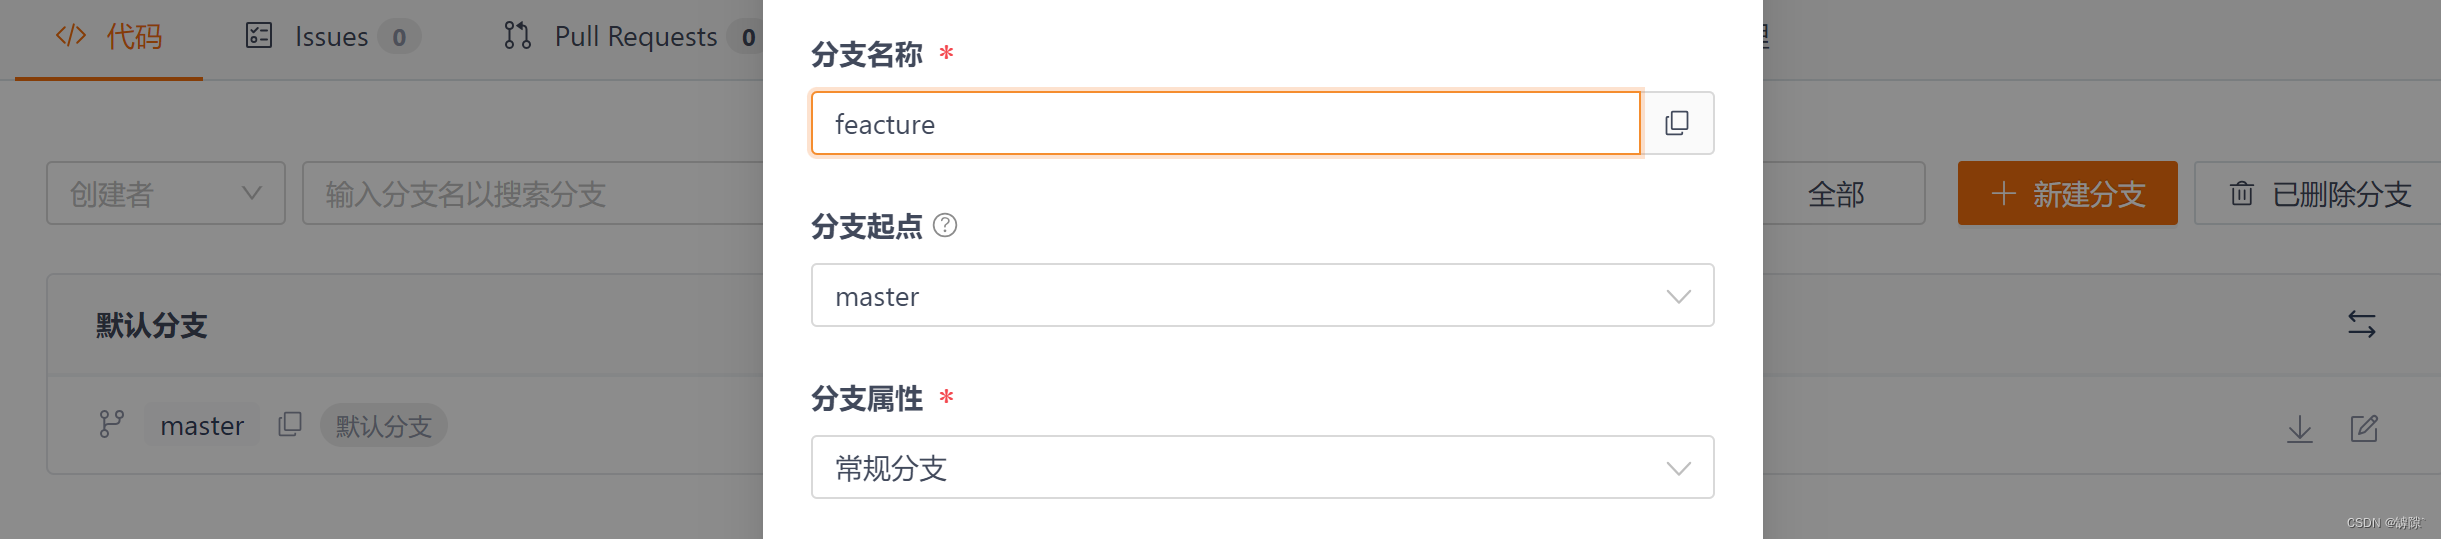 代码 Issues 0 Pull Requests 0
分支名称 *
feacture
创建者 输入分支名以搜索分支 全部 + 新建分支 已删除分支
分支起点 ?
master
默认分支
分支属性 *
master 默认分支
常规分支